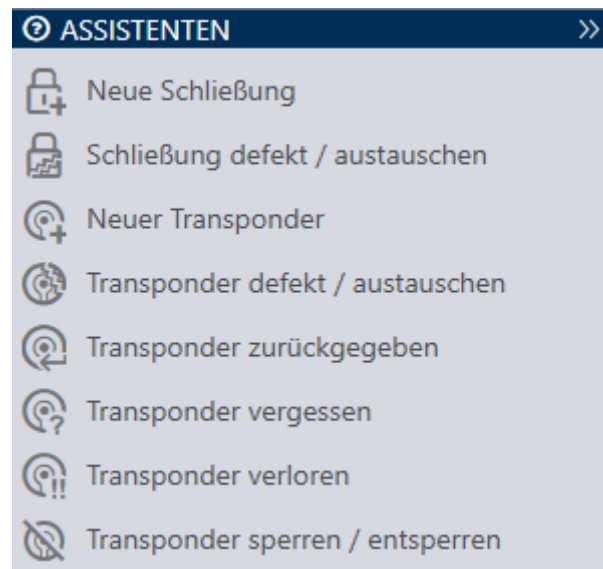 ASSISTENTEN
Neue Schließung
Schließung defekt / austauschen
Neuer Transponder
Transponder defekt / austauschen
Transponder zurückgegeben
Transponder vergessen
Transponder verloren
Transponder sperren / entsperren